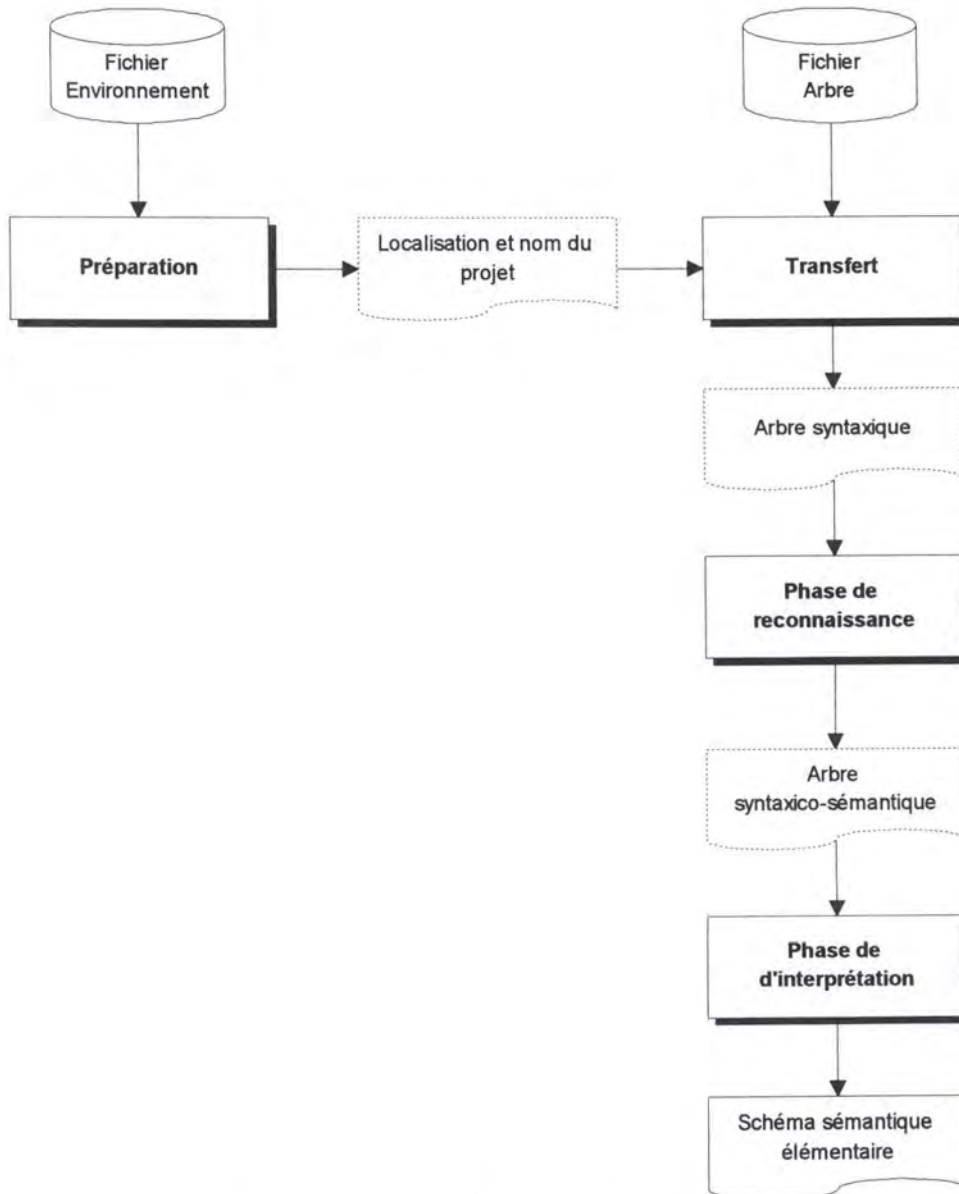 Fichier
Environnement
Fichier
Arbre
Préparation
Localisation et nom du
projet
Transfert
Arbre syntaxique
Phase de
reconnaissance
Arbre
syntaxico-sémantique
Phase de
d'interprétation
Schéma sémantique
élémentaire